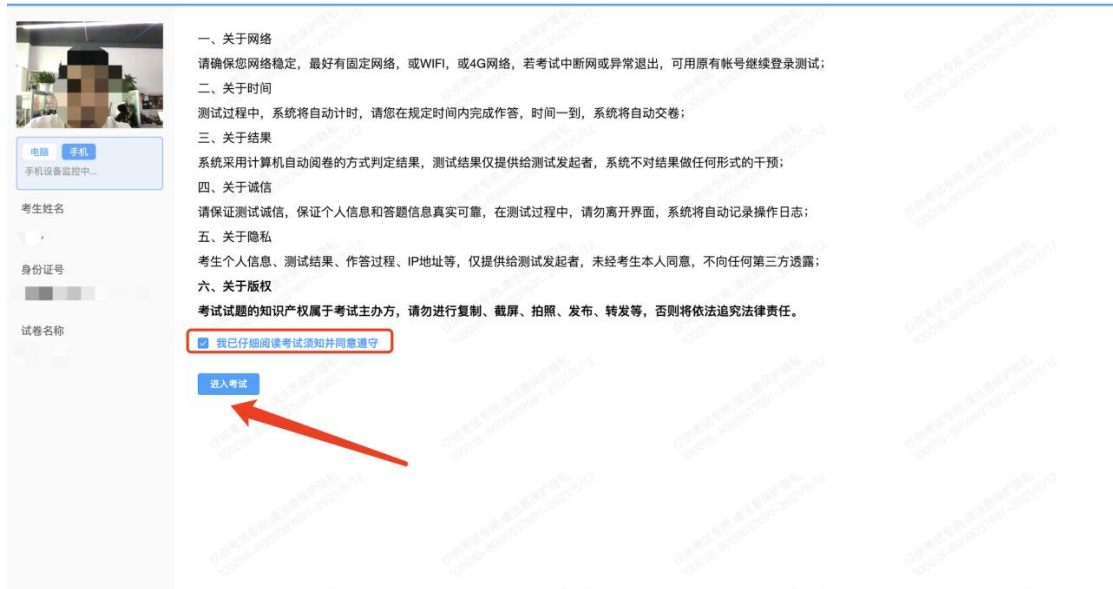 电脑 手机
手机设备监控中...
考生姓名
身份证号
试卷名称
一、关于网络
请确保您网络稳定，最好有固定网络，或WIFI，或4G网络，若考试中断网或异常退出，可用原有帐号继续登录测试；
二、关于时间
测试过程中，系统将自动计时，请您在规定时间内完成作答，时间一到，系统将自动交卷；
三、关于结果
系统采用计算机自动阅卷的方式判定结果，测试结果仅提供给测试发起者，系统不对结果做任何形式的干预；
四、关于诚信
请保证测试诚信，保证个人信息和答题信息真实可靠，在测试过程中，请勿离开界面，系统将自动记录操作日志；
五、关于隐私
考生个人信息、测试结果、作答过程、IP地址等，仅提供给测试发起者，未经考生本人同意，不向任何第三方透露；
六、关于版权
考试试题的知识产权属于考试主办方，请勿进行复制、截屏、拍照、发布、转发等，否则将依法追究法律责任。
我已仔细阅读考试须知并同意遵守
进入考试